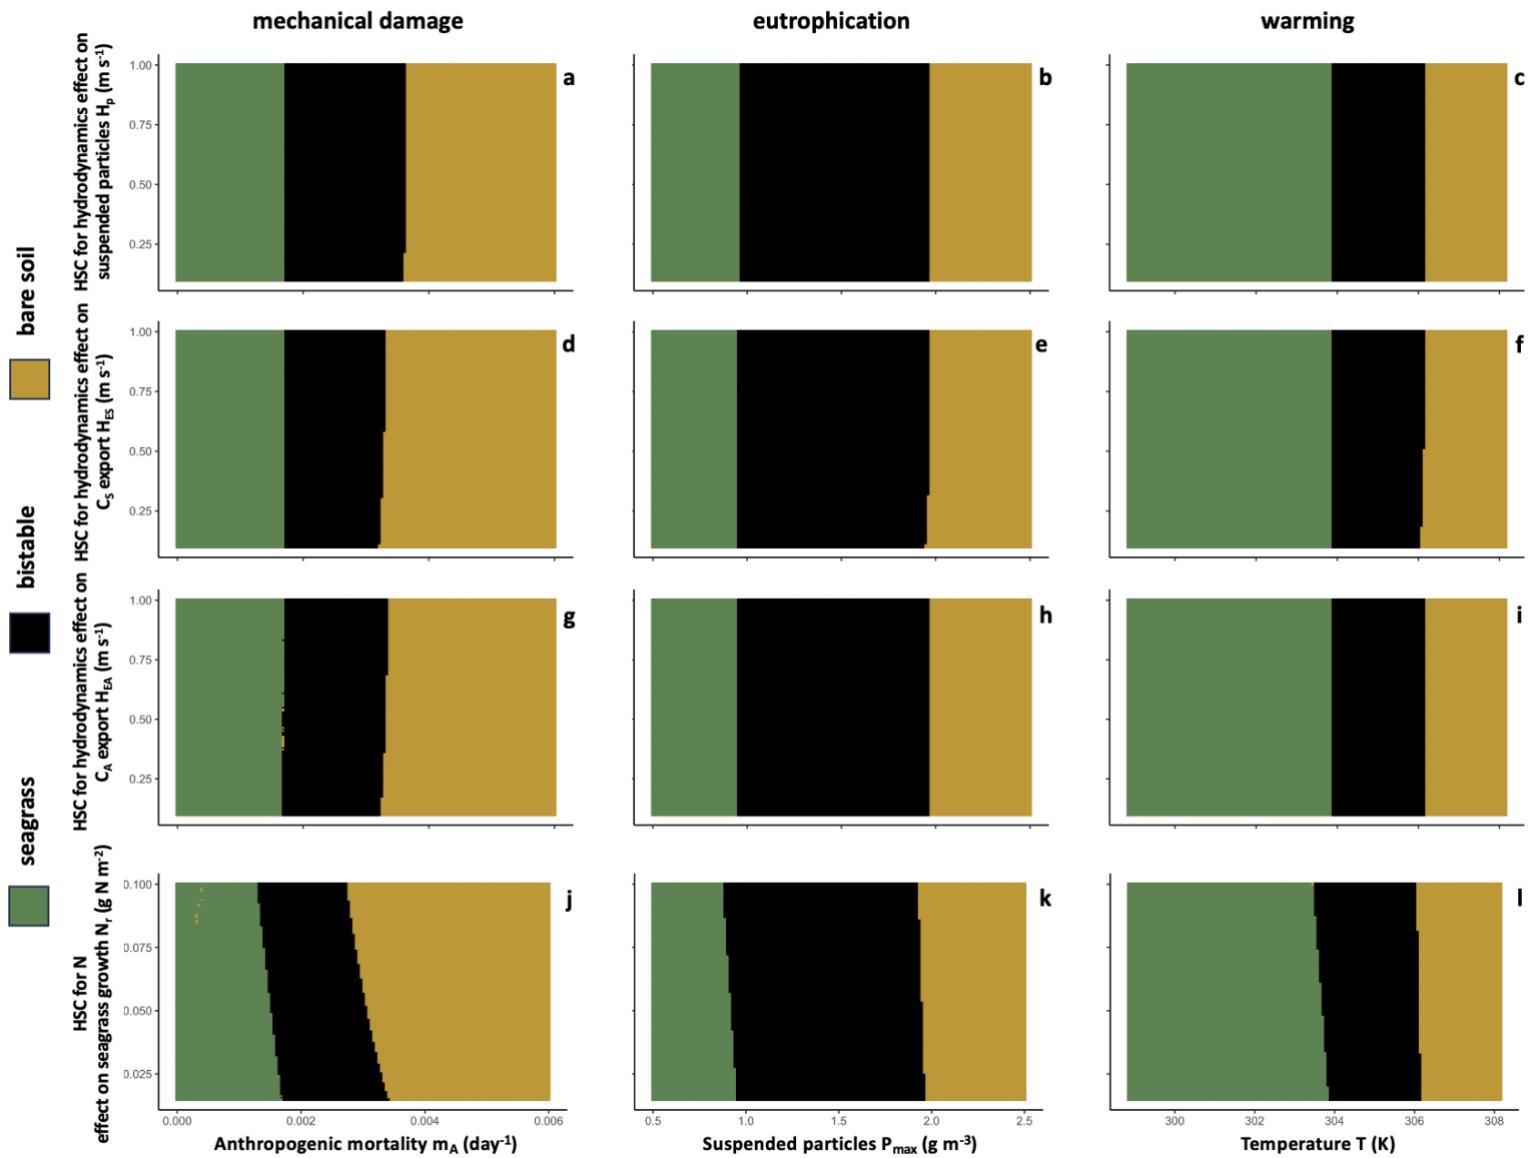 mechanical damage
eutrophication
warming
HSC for hydrodynamics effect on
suspended particles Hp (m s-1)
1.00
0.75
0.50
0.25
a
b
c
HSC for hydrodynamics effect on
CS export HES (m s-1)
1.00
0.75
0.50
0.25
d
e
f
HSC for hydrodynamics effect on
CA export HEA (m s-1)
1.00
0.75
0.50
0.25
g
h
i
HSC for N
effect on seagrass growth Nr (g N m-2)
0.100
0.075
0.050
0.025
j
k
l
0.000 0.002 0.004 0.006
0.5 1.0 1.5 2.0 2.5
300 302 304 306 308
Anthropogenic mortality mA (day-1)
Suspended particles Pmax (g m-3)
Temperature T (K)
bare soil
bistable
seagrass